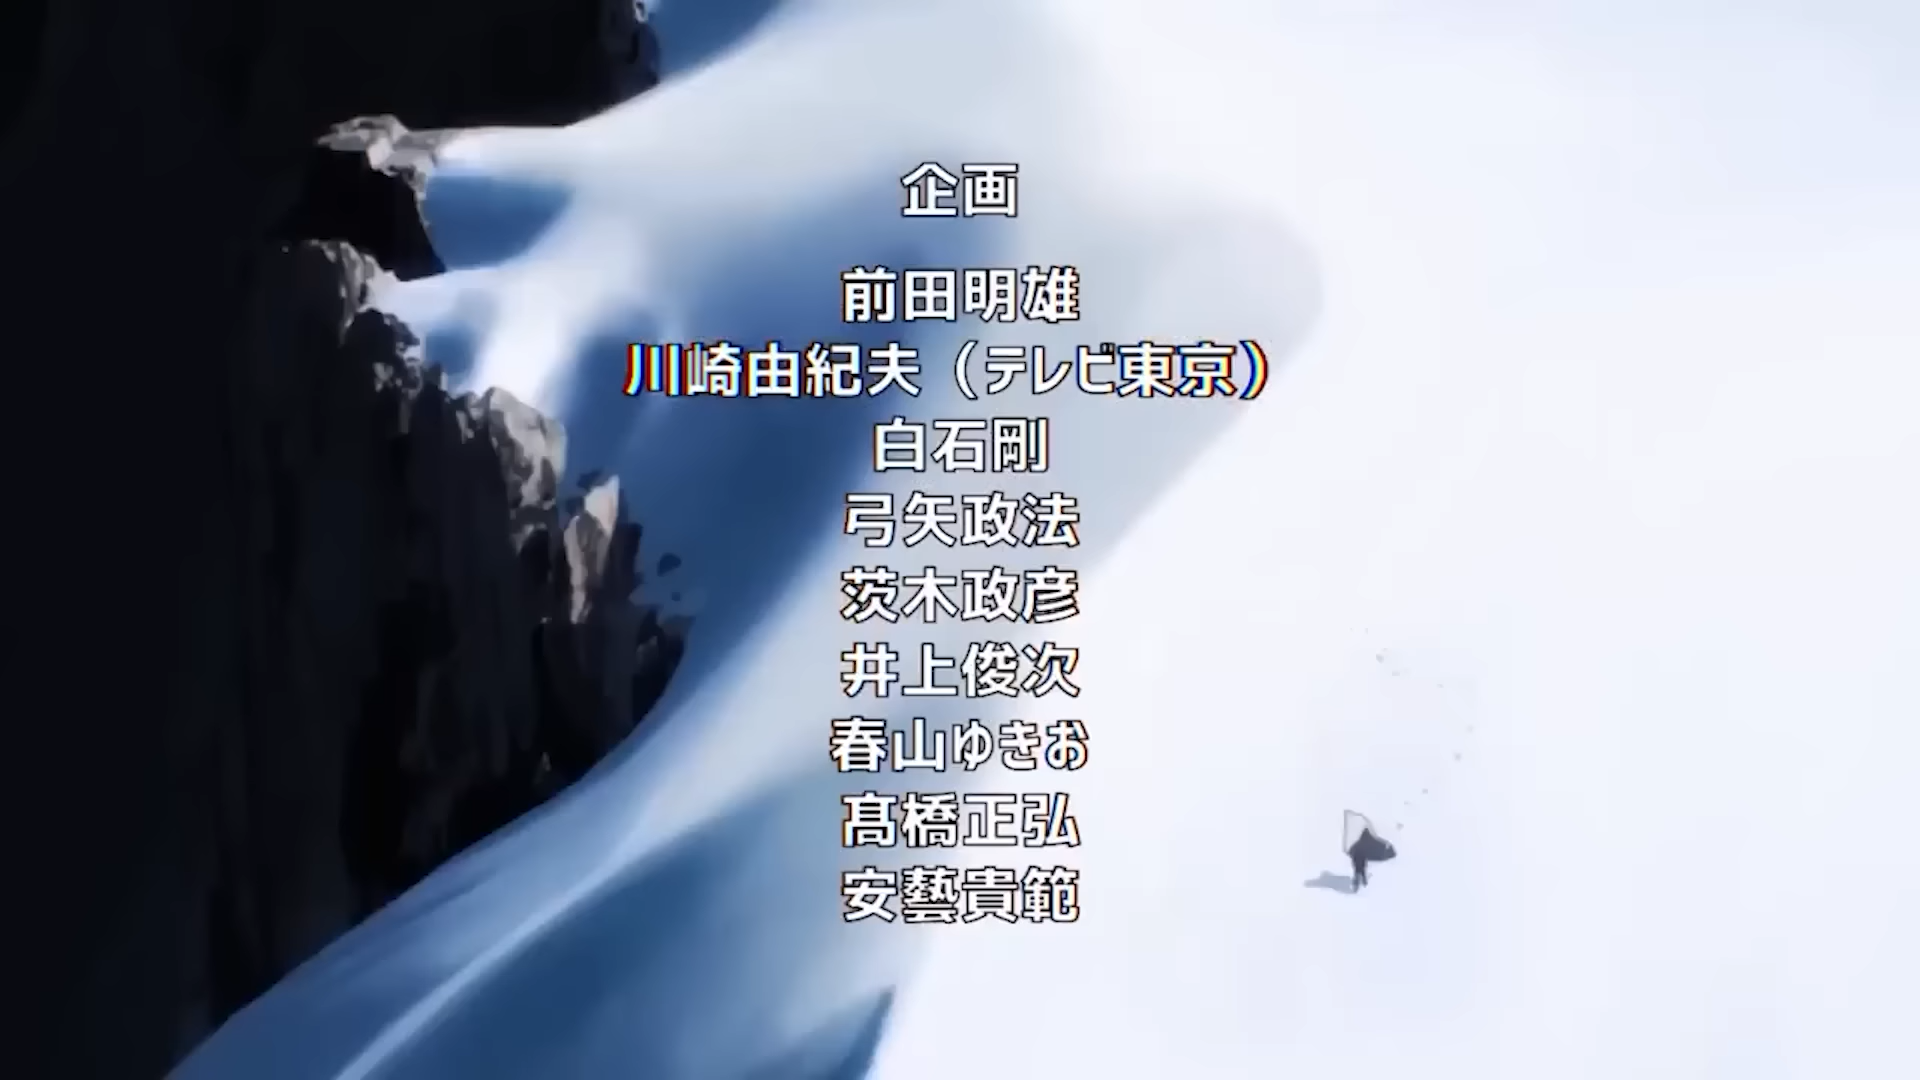 企画
前田明雄
川崎由紀夫（テレビ東京）
白石剛
弓矢政法
茨木政彦
井上俊次
春山ゆきお
髙橋正弘
安藝貴範